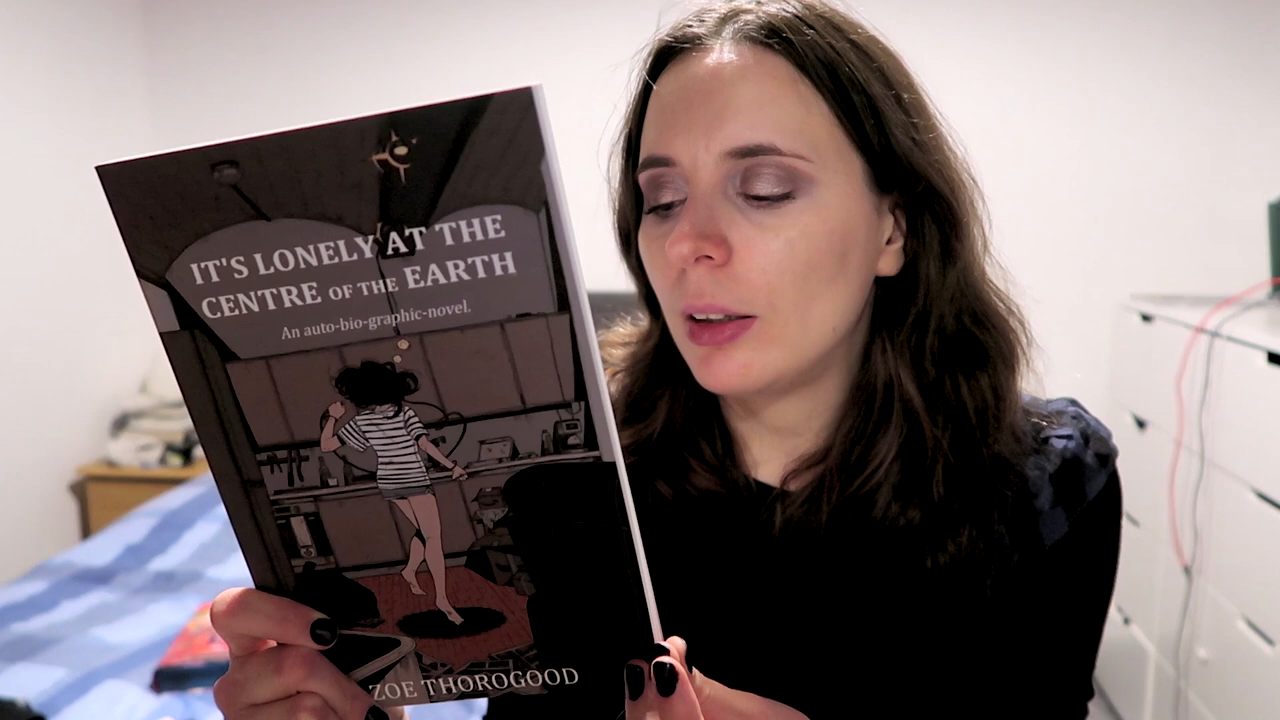 IT'S LONELY AT THE
CENTRE OF THE EARTH
An auto-bio-graphic-novel.
ZOE THOROGOOD